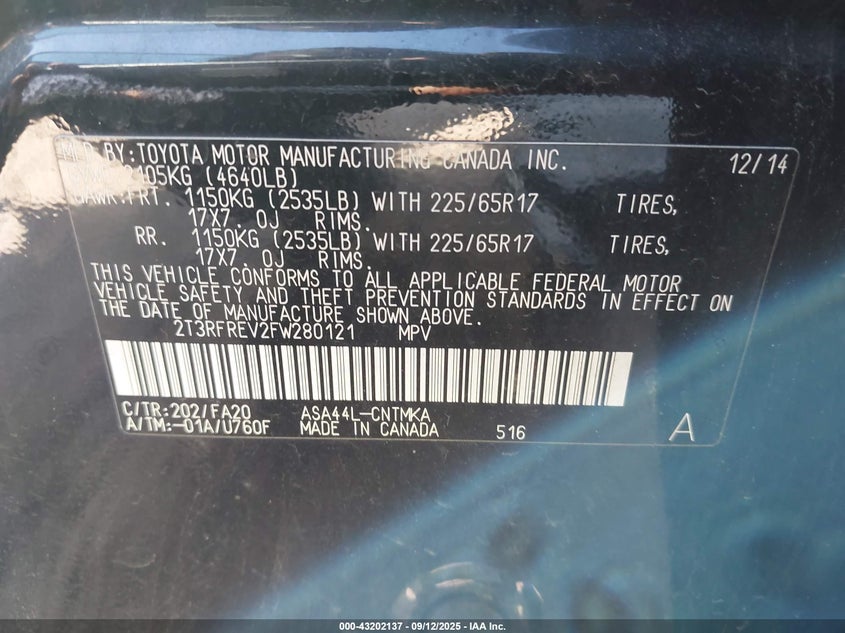 MFD BY:TOYOTA MOTOR MANUFACTURING CANADA INC. 12/14
2105KG (4640LB)
GAWR:FRT. 1150KG (2535LB) WITH 225/65R17 TIRES,
17X7.0J RIMS.
RR. 1150KG (2535LB) WITH 225/65R17 TIRES,
17X7.0J RIMS.
THIS VEHICLE CONFORMS TO ALL APPLICABLE FEDERAL MOTOR
VEHICLE SAFETY AND THEFT PREVENTION STANDARDS IN EFFECT ON
THE DATE OF MANUFACTURE SHOWN ABOVE.
2T3RFREV2FW280121 MPV
C/TR:202/FA20 ASA44L-CNTMKA
A/TM:-01A/U760F MADE IN CANADA 516 A
000-43202137 - 09/12/2025 - IAA Inc.